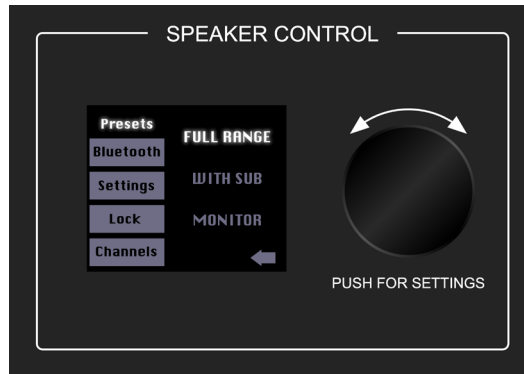 SPEAKER CONTROL
Presets
Bluetooth
Settings
Lock
Channels
FULL RANGE
WITH SUB
MONITOR
PUSH FOR SETTINGS